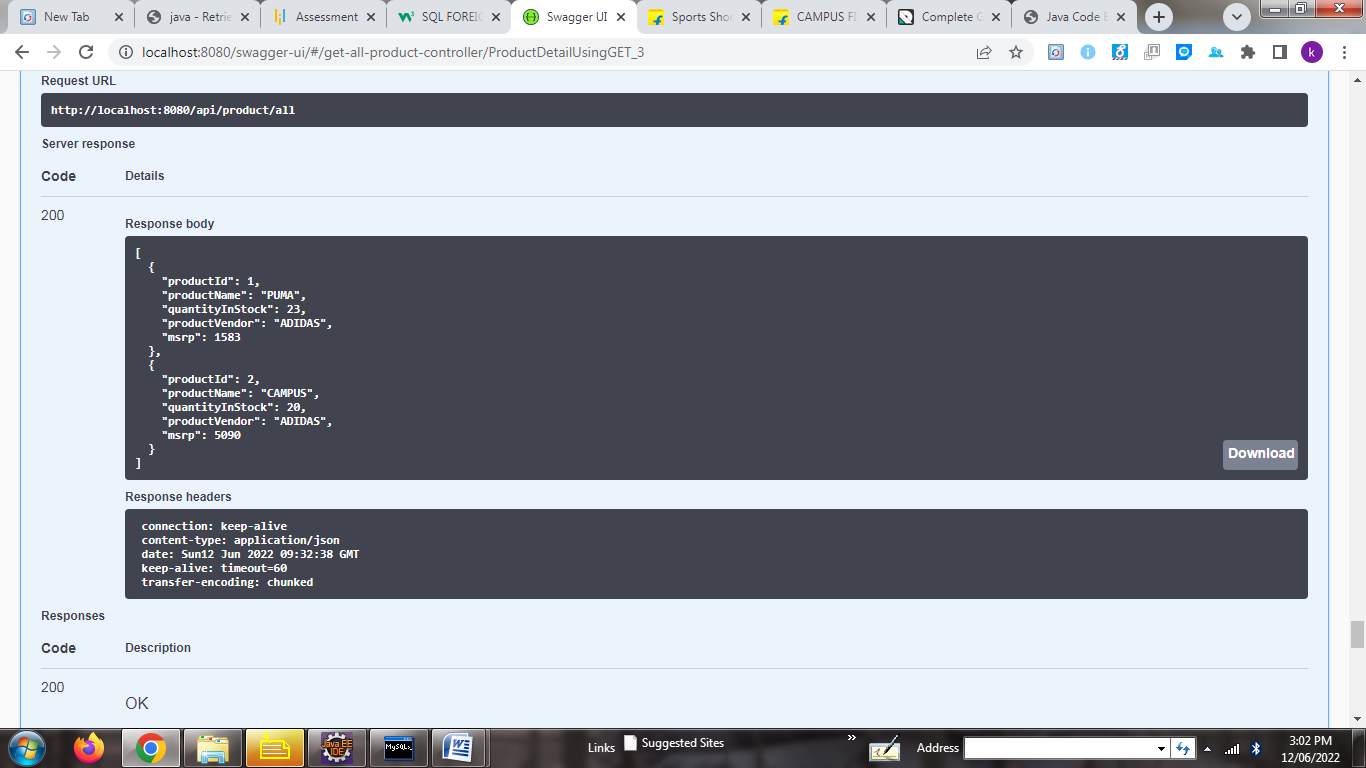 New Tab
java - Retrie
Assessment
SQL FOREIG
Swagger UI
Sports Shoe
CAMPUS FI
Complete G
Java Code E
localhost:8080/swagger-ui/#/get-all-product-controller/ProductDetailUsingGET_3
k
Request URL
http://localhost:8080/api/product/all
Server response
Code Details
200
Response body
[
{
"productId": 1,
"productName": "PUMA",
"quantityInStock": 23,
"productVendor": "ADIDAS",
"msrp": 1583
},
{
"productId": 2,
"productName": "CAMPUS",
"quantityInStock": 20,
"productVendor": "ADIDAS",
"msrp": 5090
}
]
Download
Response headers
connection: keep-alive
content-type: application/json
date: Sun12 Jun 2022 09:32:38 GMT
keep-alive: timeout=60
transfer-encoding: chunked
Responses
Code Description
200
OK
Java EE
IDE
MySQL
Links Suggested Sites » Address
3:02 PM
12/06/2022